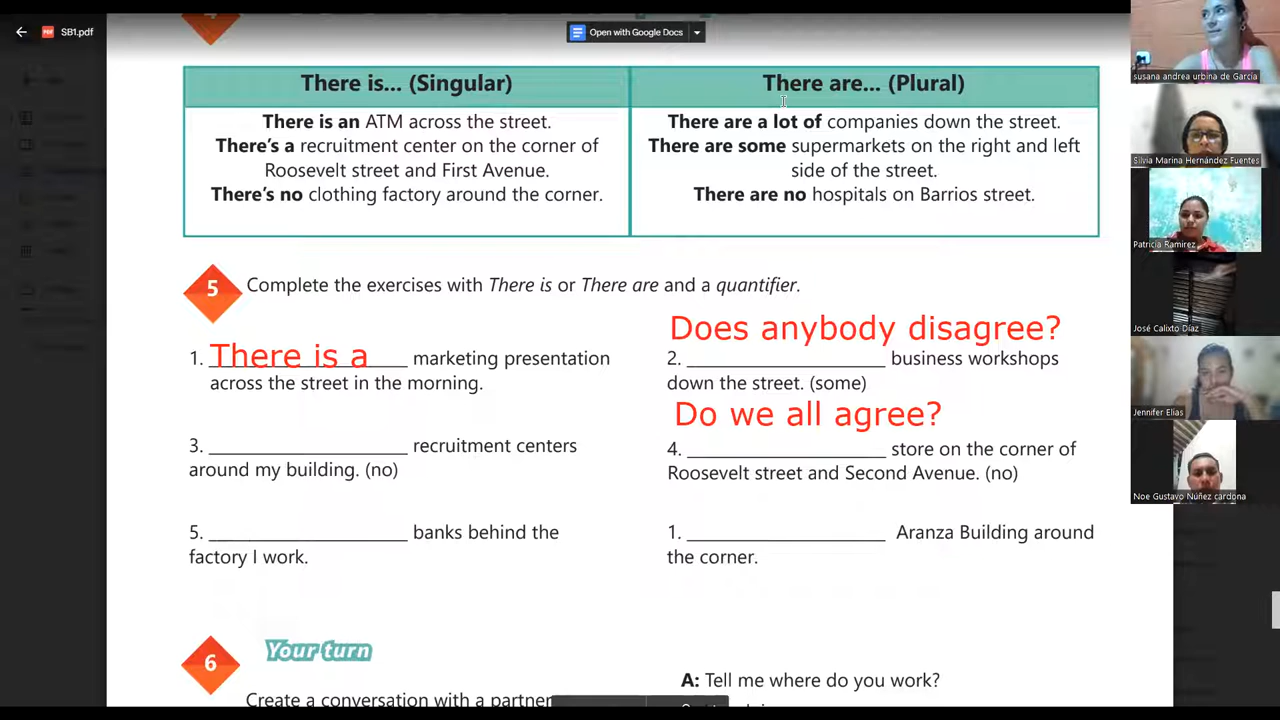 SB1.pdf
Open with Google Docs
There is... (Singular)
There are... (Plural)
There is an ATM across the street.
There's a recruitment center on the corner of
Roosevelt street and First Avenue.
There's no clothing factory around the corner.
There are a lot of companies down the street.
There are some supermarkets on the right and left
side of the street.
There are no hospitals on Barrios street.
5
Complete the exercises with There is or There are and a quantifier.
1. There is a marketing presentation
across the street in the morning.
Does anybody disagree?
2. ____________________ business workshops
down the street. (some)
Do we all agree?
3. ____________________ recruitment centers
around my building. (no)
4. ____________________ store on the corner of
Roosevelt street and Second Avenue. (no)
5. ____________________ banks behind the
factory I work.
1. ____________________ Aranza Building around
the corner.
6
Your turn
Create a conversation with a partner
A: Tell me where do you work?
susana andrea urbina de García
Silvia Marina Hernández Fuentes
Patricia Ramirez
José Calixto Díaz
Jennifer Elias
Noe Gustavo Núñez cardona